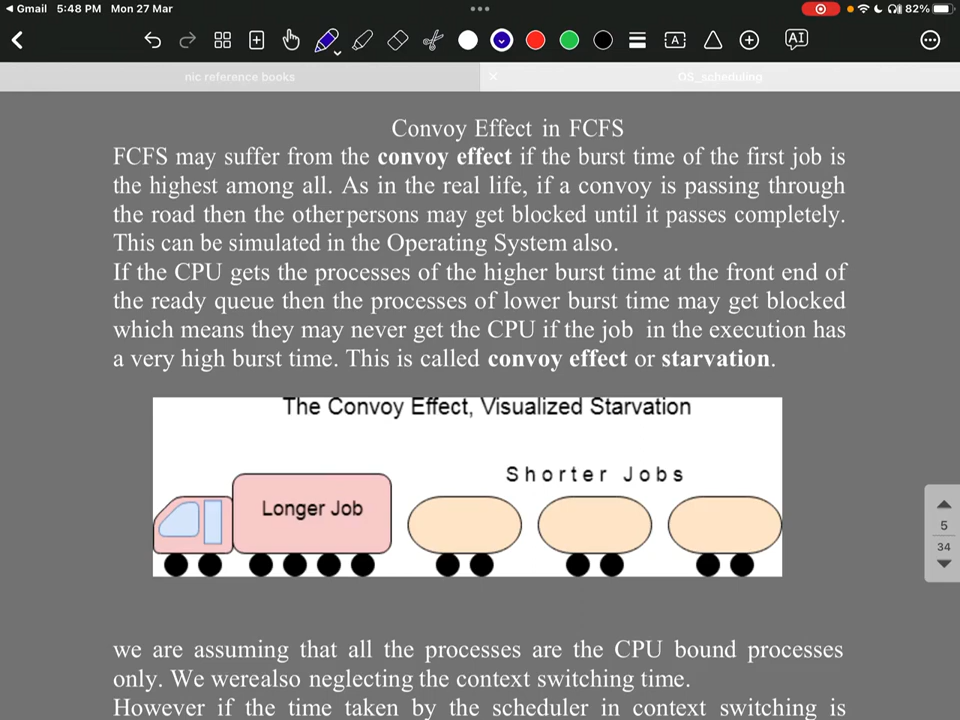 Gmail 5:48 PM Mon 27 Mar
82%
A
AI
nic reference books
OS_scheduling
Convoy Effect in FCFS
FCFS may suffer from the convoy effect if the burst time of the first job is
the highest among all. As in the real life, if a convoy is passing through
the road then the otherpersons may get blocked until it passes completely.
This can be simulated in the Operating System also.
If the CPU gets the processes of the higher burst time at the front end of
the ready queue then the processes of lower burst time may get blocked
which means they may never get the CPU if the job in the execution has
a very high burst time. This is called convoy effect or starvation.
The Convoy Effect, Visualized Starvation
Shorter Jobs
Longer Job
5
34
we are assuming that all the processes are the CPU bound processes
only. We werealso neglecting the context switching time.
However if the time taken by the scheduler in context switching is